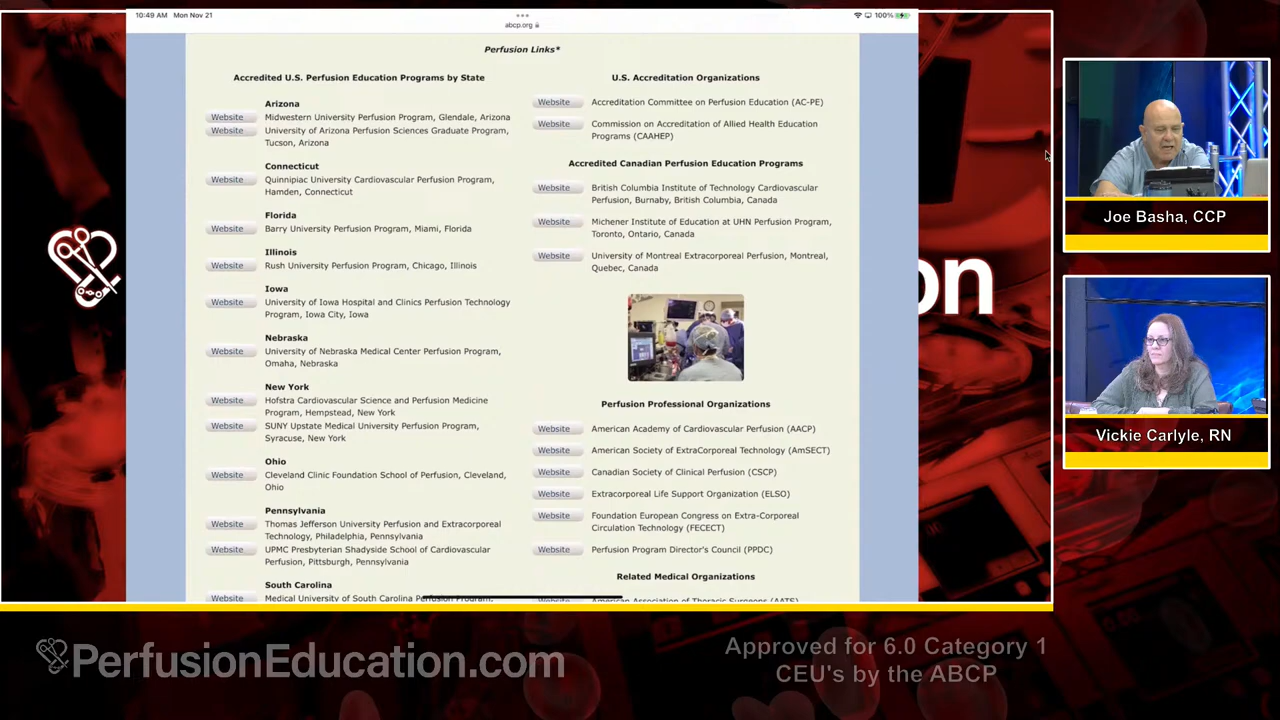 10:49 AM Mon Nov 21
abcp.org
100%
Perfusion Links*
Accredited U.S. Perfusion Education Programs by State
Arizona
Website Midwestern University Perfusion Program, Glendale, Arizona
Website University of Arizona Perfusion Sciences Graduate Program,
Tucson, Arizona
Connecticut
Website Quinnipiac University Cardiovascular Perfusion Program,
Hamden, Connecticut
Florida
Website Barry University Perfusion Program, Miami, Florida
Illinois
Website Rush University Perfusion Program, Chicago, Illinois
Iowa
Website University of Iowa Hospital and Clinics Perfusion Technology
Program, Iowa City, Iowa
Nebraska
Website University of Nebraska Medical Center Perfusion Program,
Omaha, Nebraska
New York
Website Hofstra Cardiovascular Science and Perfusion Medicine
Program, Hempstead, New York
Website SUNY Upstate Medical University Perfusion Program,
Syracuse, New York
Ohio
Website Cleveland Clinic Foundation School of Perfusion, Cleveland,
Ohio
Pennsylvania
Website Thomas Jefferson University Perfusion and Extracorporeal
Technology, Philadelphia, Pennsylvania
Website UPMC Presbyterian Shadyside School of Cardiovascular
Perfusion, Pittsburgh, Pennsylvania
South Carolina
Website Medical University of South Carolina Perfusion Program,
U.S. Accreditation Organizations
Website Accreditation Committee on Perfusion Education (AC-PE)
Website Commission on Accreditation of Allied Health Education
Programs (CAAHEP)
Accredited Canadian Perfusion Education Programs
Website British Columbia Institute of Technology Cardiovascular
Perfusion, Burnaby, British Columbia, Canada
Website Michener Institute of Education at UHN Perfusion Program,
Toronto, Ontario, Canada
Website University of Montreal Extracorporeal Perfusion, Montreal,
Quebec, Canada
Perfusion Professional Organizations
Website American Academy of Cardiovascular Perfusion (AACP)
Website American Society of ExtraCorporeal Technology (AmSECT)
Website Canadian Society of Clinical Perfusion (CSCP)
Website Extracorporeal Life Support Organization (ELSO)
Website Foundation European Congress on Extra-Corporeal
Circulation Technology (FECECT)
Website Perfusion Program Director's Council (PPDC)
Related Medical Organizations
Website American Association of Thoracic Surgeons (AATS)
on
Joe Basha, CCP
Vickie Carlyle, RN
PerfusionEducation.com
Approved for 6.0 Category 1
CEU's by the ABCP